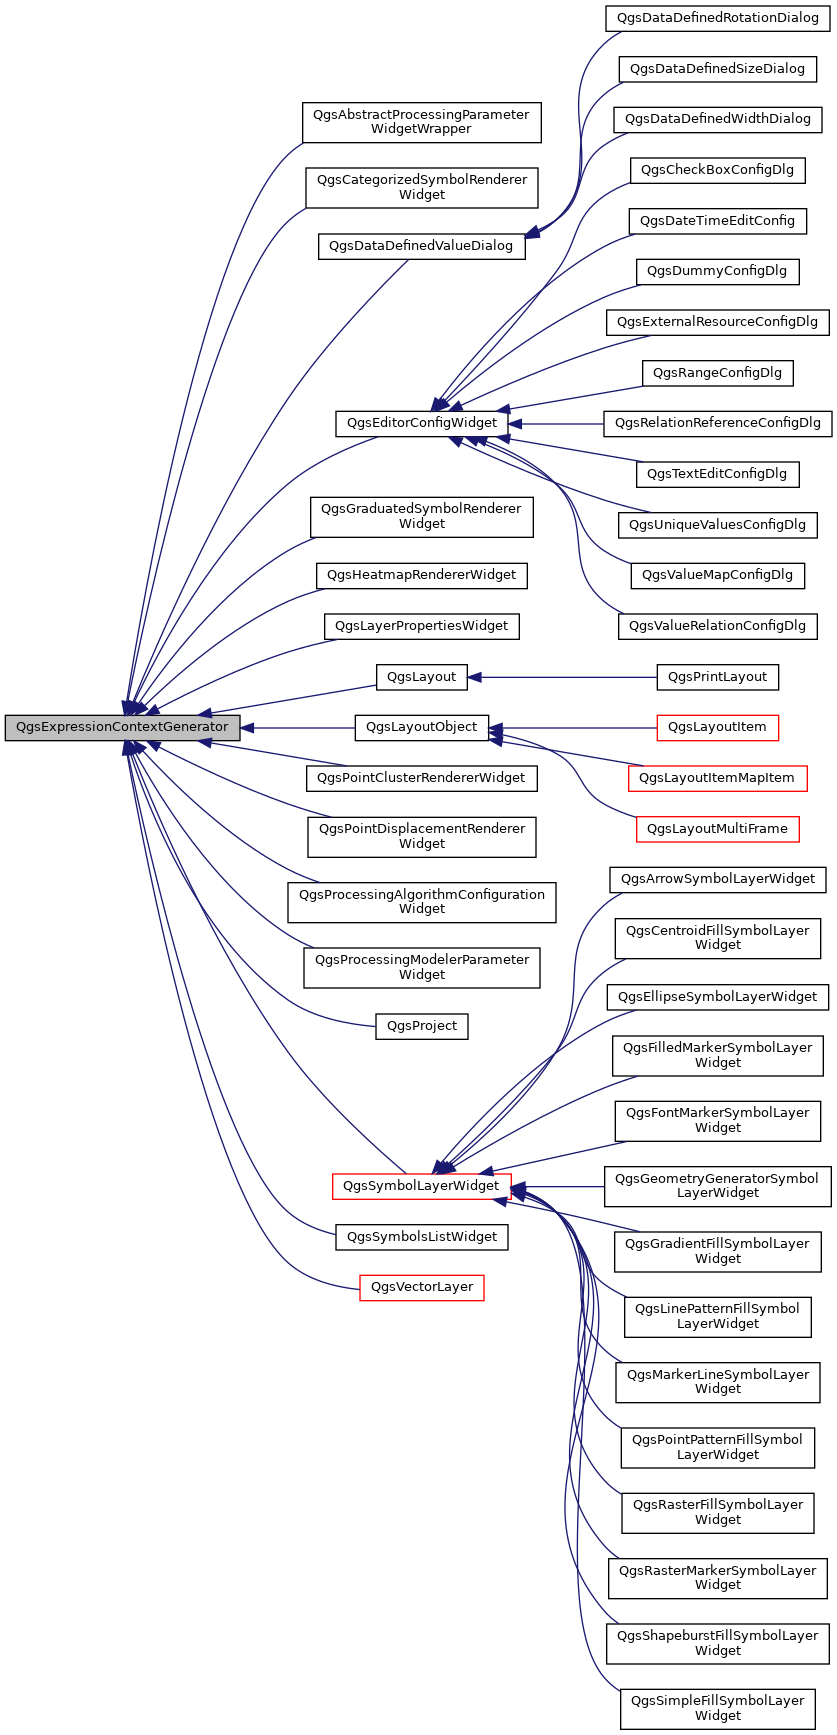 QgsExpressionContextGenerator
QgsAbstractProcessingParameter
WidgetWrapper
QgsCategorizedSymbolRenderer
Widget
QgsDataDefinedValueDialog
QgsEditorConfigWidget
QgsGraduatedSymbolRenderer
Widget
QgsHeatmapRendererWidget
QgsLayerPropertiesWidget
QgsLayout
QgsLayoutObject
QgsPointClusterRendererWidget
QgsPointDisplacementRenderer
Widget
QgsProcessingAlgorithmConfiguration
Widget
QgsProcessingModelerParameter
Widget
QgsProject
QgsSymbolLayerWidget
QgsSymbolsListWidget
QgsVectorLayer
QgsDataDefinedRotationDialog
QgsDataDefinedSizeDialog
QgsDataDefinedWidthDialog
QgsCheckBoxConfigDlg
QgsDateTimeEditConfig
QgsDummyConfigDlg
QgsExternalResourceConfigDlg
QgsRangeConfigDlg
QgsRelationReferenceConfigDlg
QgsTextEditConfigDlg
QgsUniqueValuesConfigDlg
QgsValueMapConfigDlg
QgsValueRelationConfigDlg
QgsPrintLayout
QgsLayoutItem
QgsLayoutItemMapItem
QgsLayoutMultiFrame
QgsArrowSymbolLayerWidget
QgsCentroidFillSymbolLayer
Widget
QgsEllipseSymbolLayerWidget
QgsFilledMarkerSymbolLayer
Widget
QgsFontMarkerSymbolLayer
Widget
QgsGeometryGeneratorSymbol
LayerWidget
QgsGradientFillSymbolLayer
Widget
QgsLinePatternFillSymbol
LayerWidget
QgsMarkerLineSymbolLayer
Widget
QgsPointPatternFillSymbol
LayerWidget
QgsRasterFillSymbolLayer
Widget
QgsRasterMarkerSymbolLayer
Widget
QgsShapeburstFillSymbolLayer
Widget
QgsSimpleFillSymbolLayer
Widget